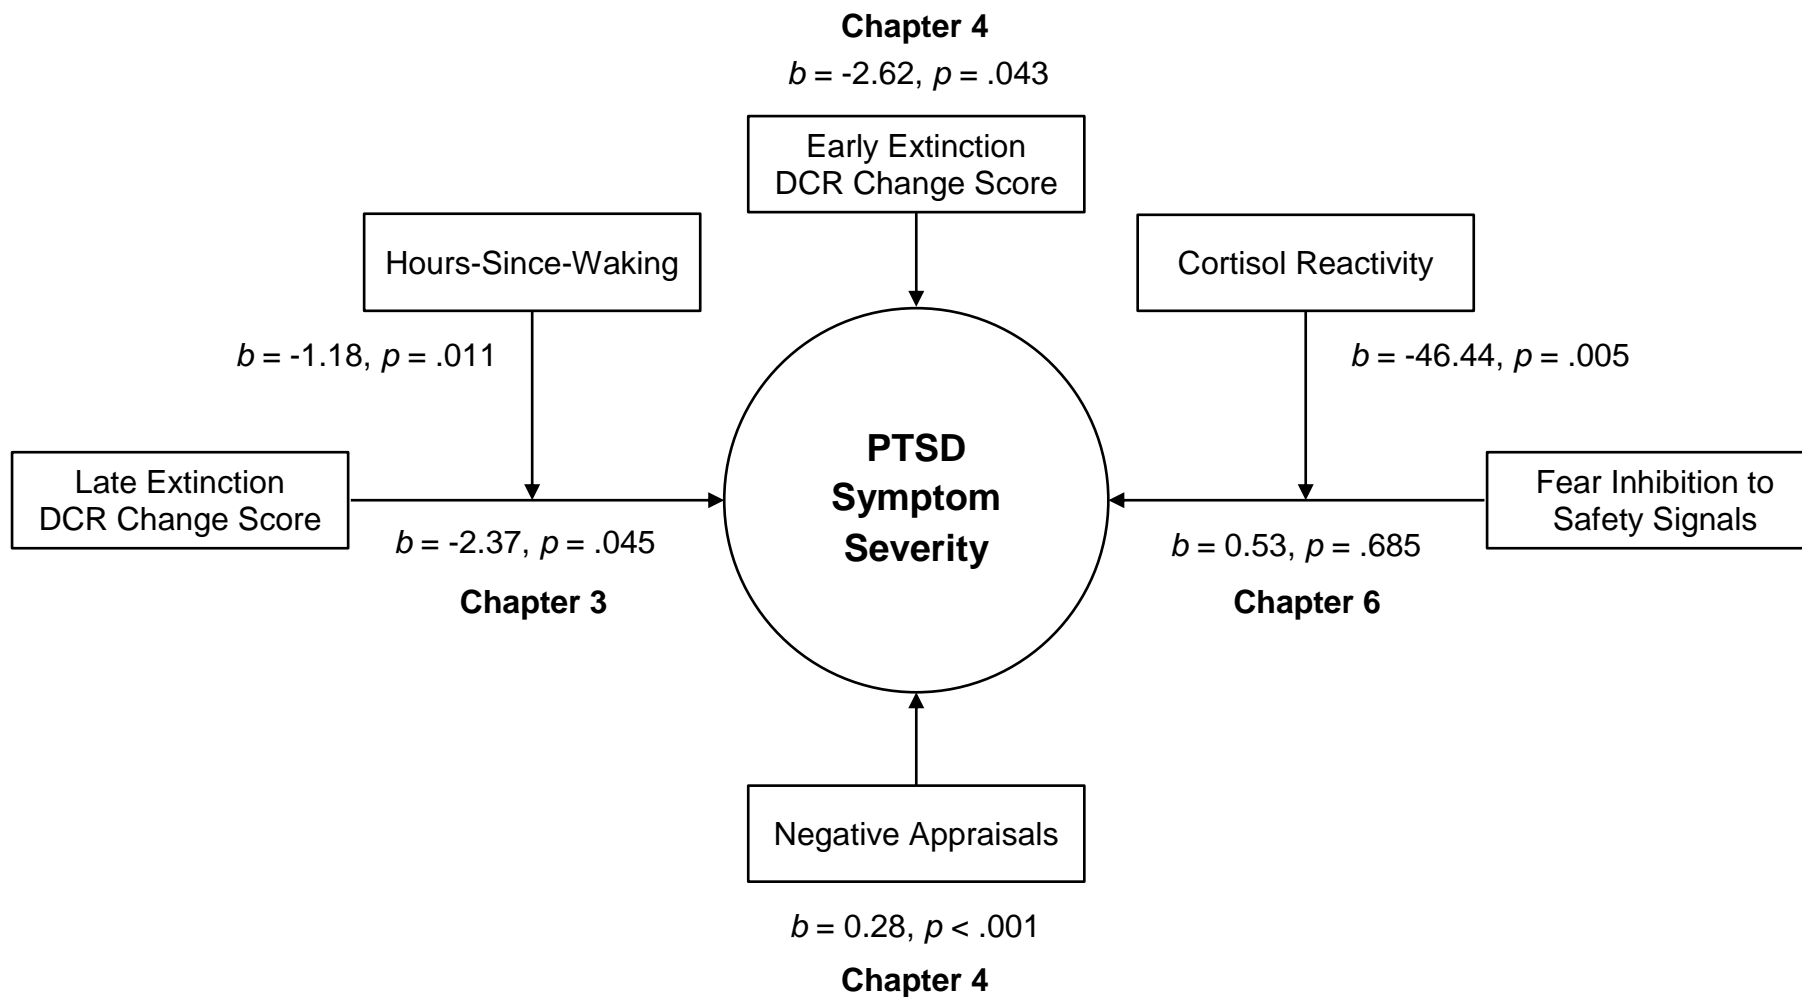 Chapter 4
b = -2.62, p = .043
Early Extinction
DCR Change Score
Hours-Since-Waking
Cortisol Reactivity
b = -1.18, p = .011
b = -46.44, p = .005
Late Extinction
DCR Change Score
PTSD
Symptom
Severity
Fear Inhibition to
Safety Signals
b = -2.37, p = .045
b = 0.53, p = .685
Chapter 3
Chapter 6
Negative Appraisals
b = 0.28, p < .001
Chapter 4